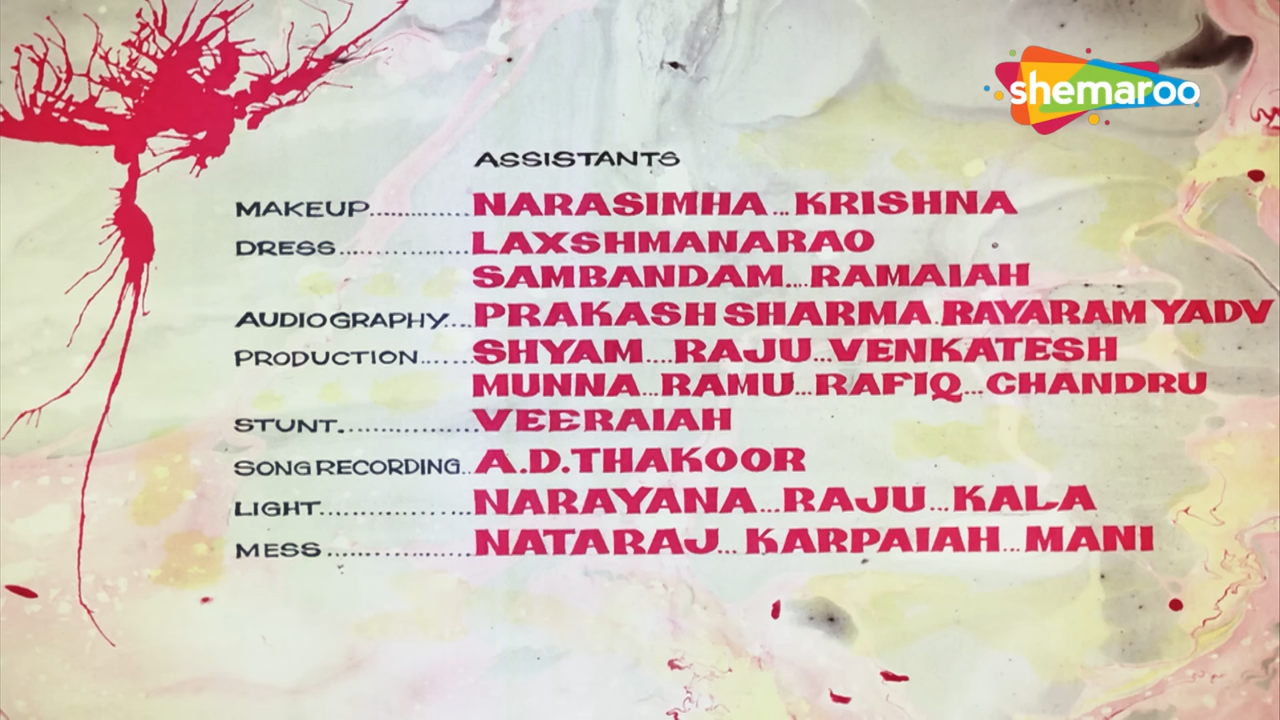 shemaroo
ASSISTANTS
MAKEUP............. NARASIMHA...KRISHNA
DRESS.................. LAXSHMANARAO
SAMBANDAM....RAMAIAH
AUDIOGRAPHY.... PRAKASH SHARMA.RAYARAM YADV
PRODUCTION....... SHYAM....RAJU...VENKATESH
MUNNA...RAMU...RAFIQ...CHANDRU
STUNT.................. VEERAIAH
SONG RECORDING.. A.D.THAKOOR
LIGHT.................... NARAYANA...RAJU...KALA
MESS.................... NATARAJ...KARPAIAH...MANI